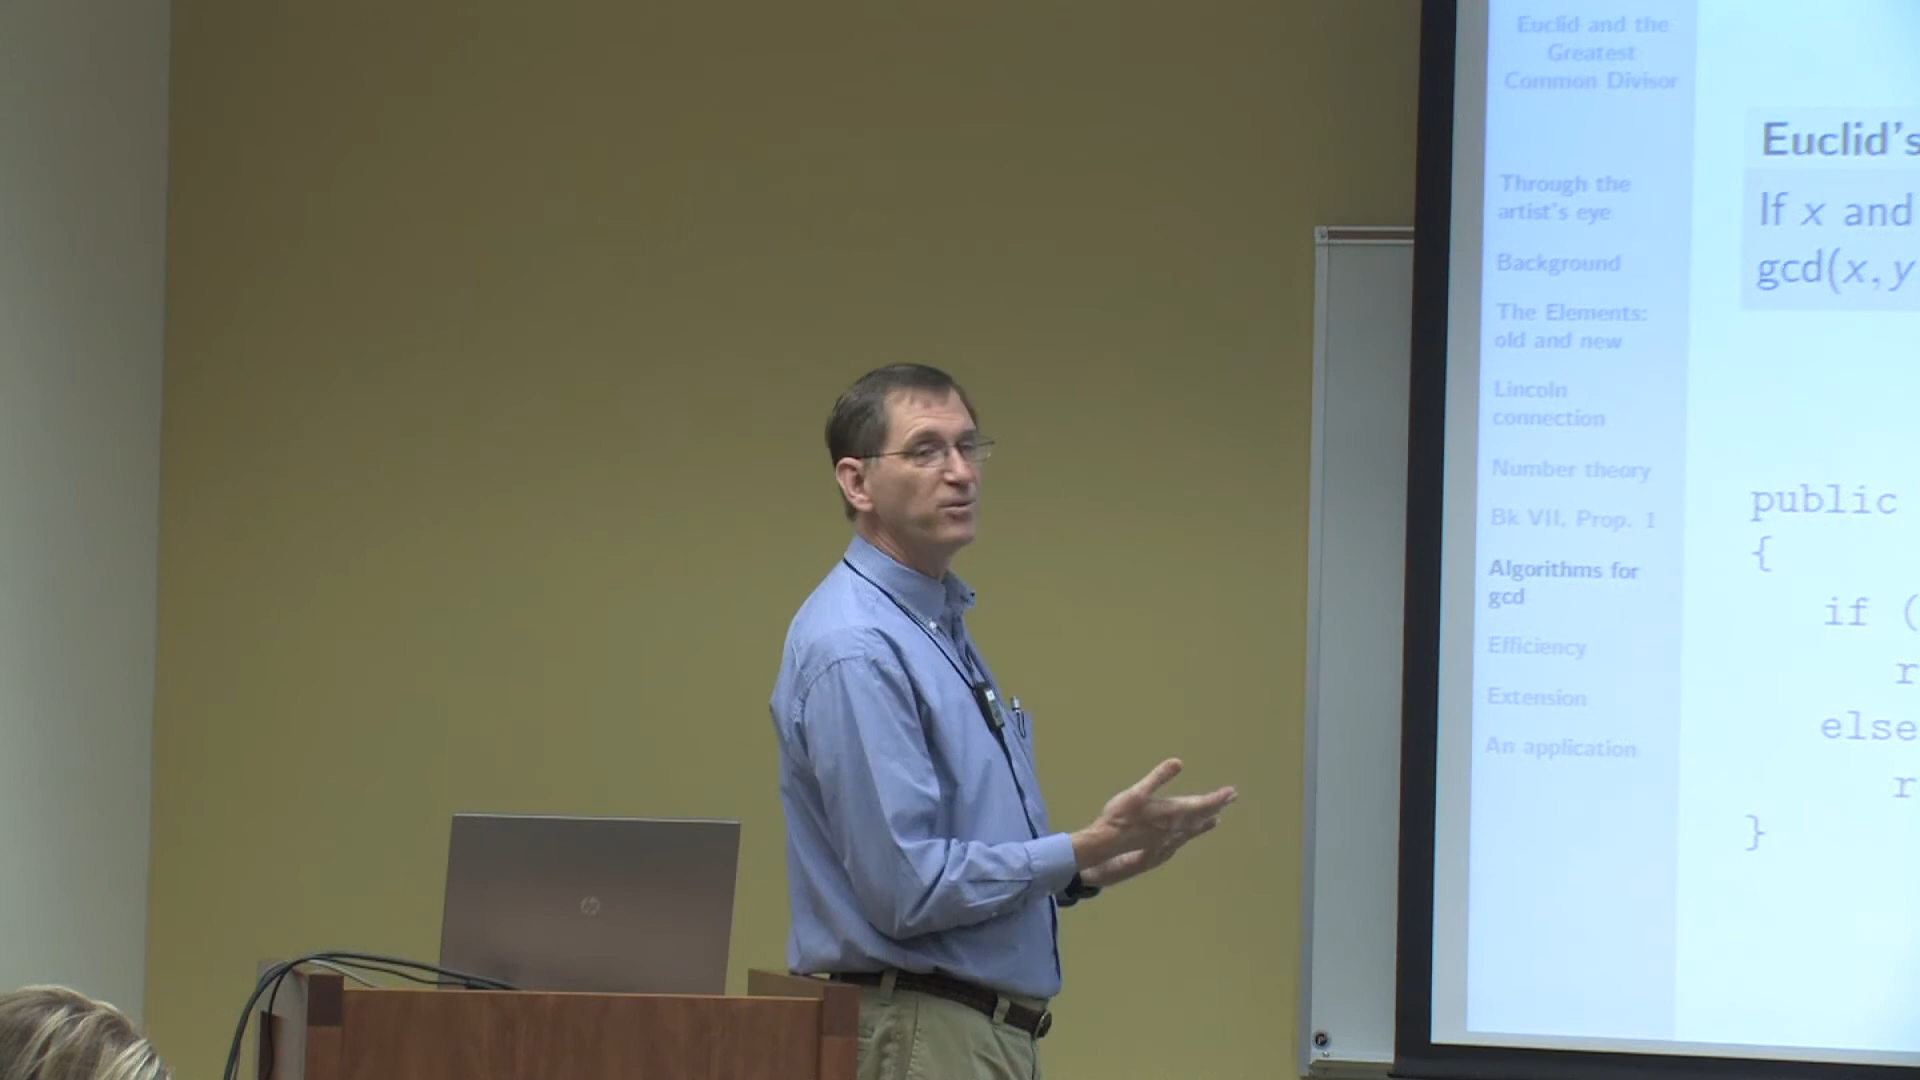 Euclid and the
Greatest
Common Divisor
Through the
artist's eye
Background
The Elements:
old and new
Lincoln
connection
Number theory
Bk VII, Prop. 1
Algorithms for
gcd
Efficiency
Extension
An application
Euclid's
If x and
gcd(x, y
public
{
if (
r
else
r
}
hp